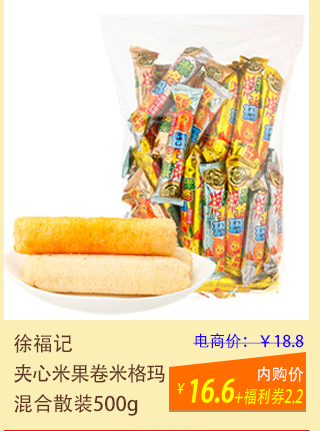 徐福记
电商价：￥18.8
夹心米果卷米格玛
内购价
混合散装500g
￥16.6+福利券2.2